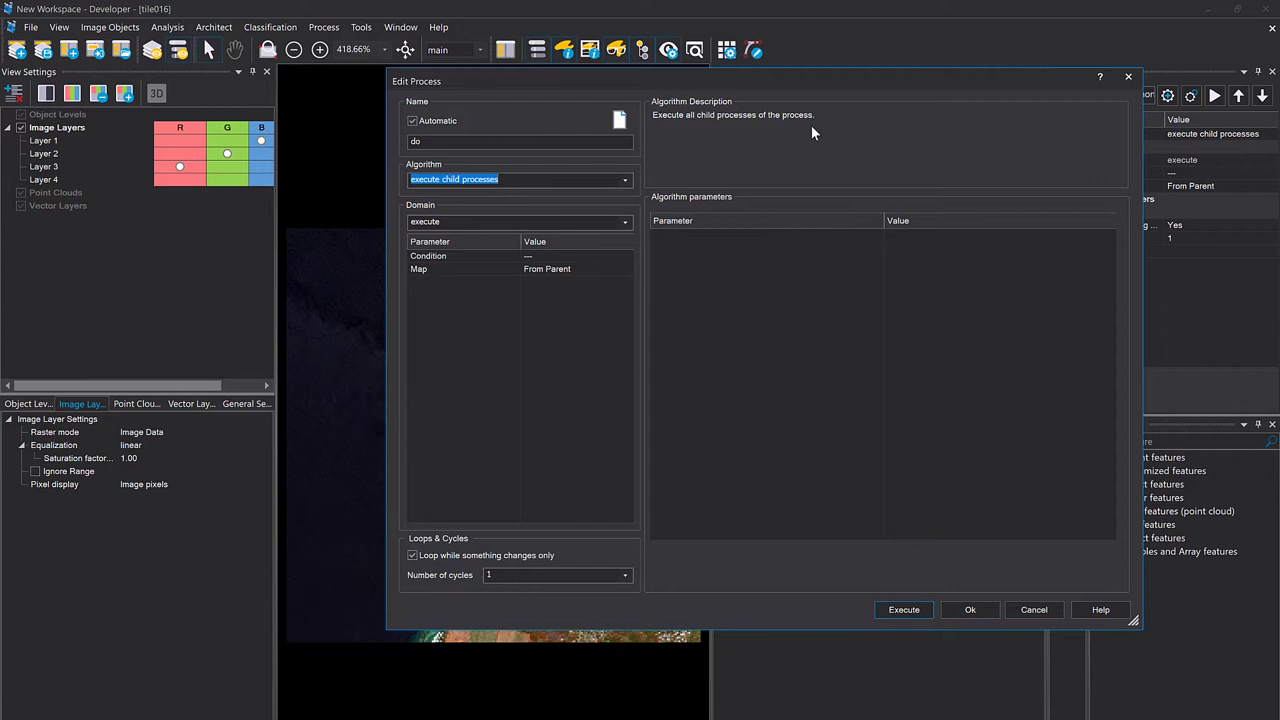 New Workspace - Developer - [tile016]
File View Image Objects Analysis Architect Classification Process Tools Window Help
418.66% main
View Settings
3D
Object Levels
Image Layers R G B
Layer 1
Layer 2
Layer 3
Layer 4
Point Clouds
Vector Layers
Object Lev... Image Lay... Point Clou... Vector Lay... General Se...
Image Layer Settings
Raster mode Image Data
Equalization linear
Saturation factor... 1.00
Ignore Range
Pixel display Image pixels
Edit Process
?
Name
Automatic
do
Algorithm
execute child processes
Domain
execute
Parameter Value
Condition ---
Map From Parent
Loops & Cycles
Loop while something changes only
Number of cycles 1
Algorithm Description
Execute all child processes of the process.
Algorithm parameters
Parameter Value
Execute Ok Cancel Help
Value
execute child processes
execute
---
From Parent
... Yes
1
features
features
features
features
features (point cloud)
features
features
and Array features